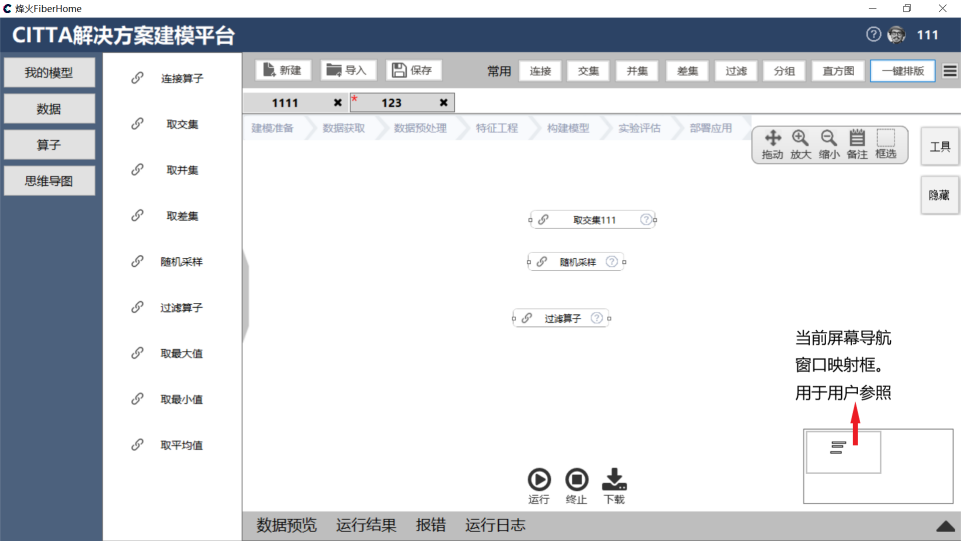 烽火FiberHome
CITTA解决方案建模平台
111
我的模型
数据
算子
思维导图
连接算子
取交集
取并集
取差集
随机采样
过滤算子
取最大值
取最小值
取平均值
新建 导入 保存 常用 连接 交集 并集 差集 过滤 分组 直方图 一键排版
1111 * 123
建模准备 数据获取 数据预处理 特征工程 构建模型 实验评估 部署应用
拖动 放大 缩小 备注 框选
工具
隐藏
取交集111
随机采样
过滤算子
当前屏幕导航
窗口映射框。
用于用户参照
运行 终止 下载
数据预览 运行结果 报错 运行日志